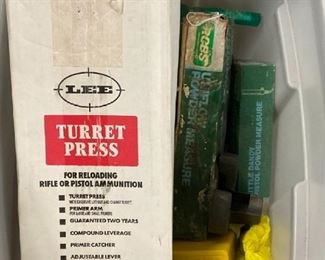 LEE
TURRET
PRESS
FOR RELOADING
RIFLE OR PISTOL AMMUNITION
TURRET PRESS
PRIMER ARM
GUARANTEED TWO YEARS
COMPOUND LEVERAGE
PRIMER CATCHER
ADJUSTABLE LEVER
RCBS
UNIFLOW
POWDER MEASURE
LITTLE DANDY
PISTOL POWDER MEASURE